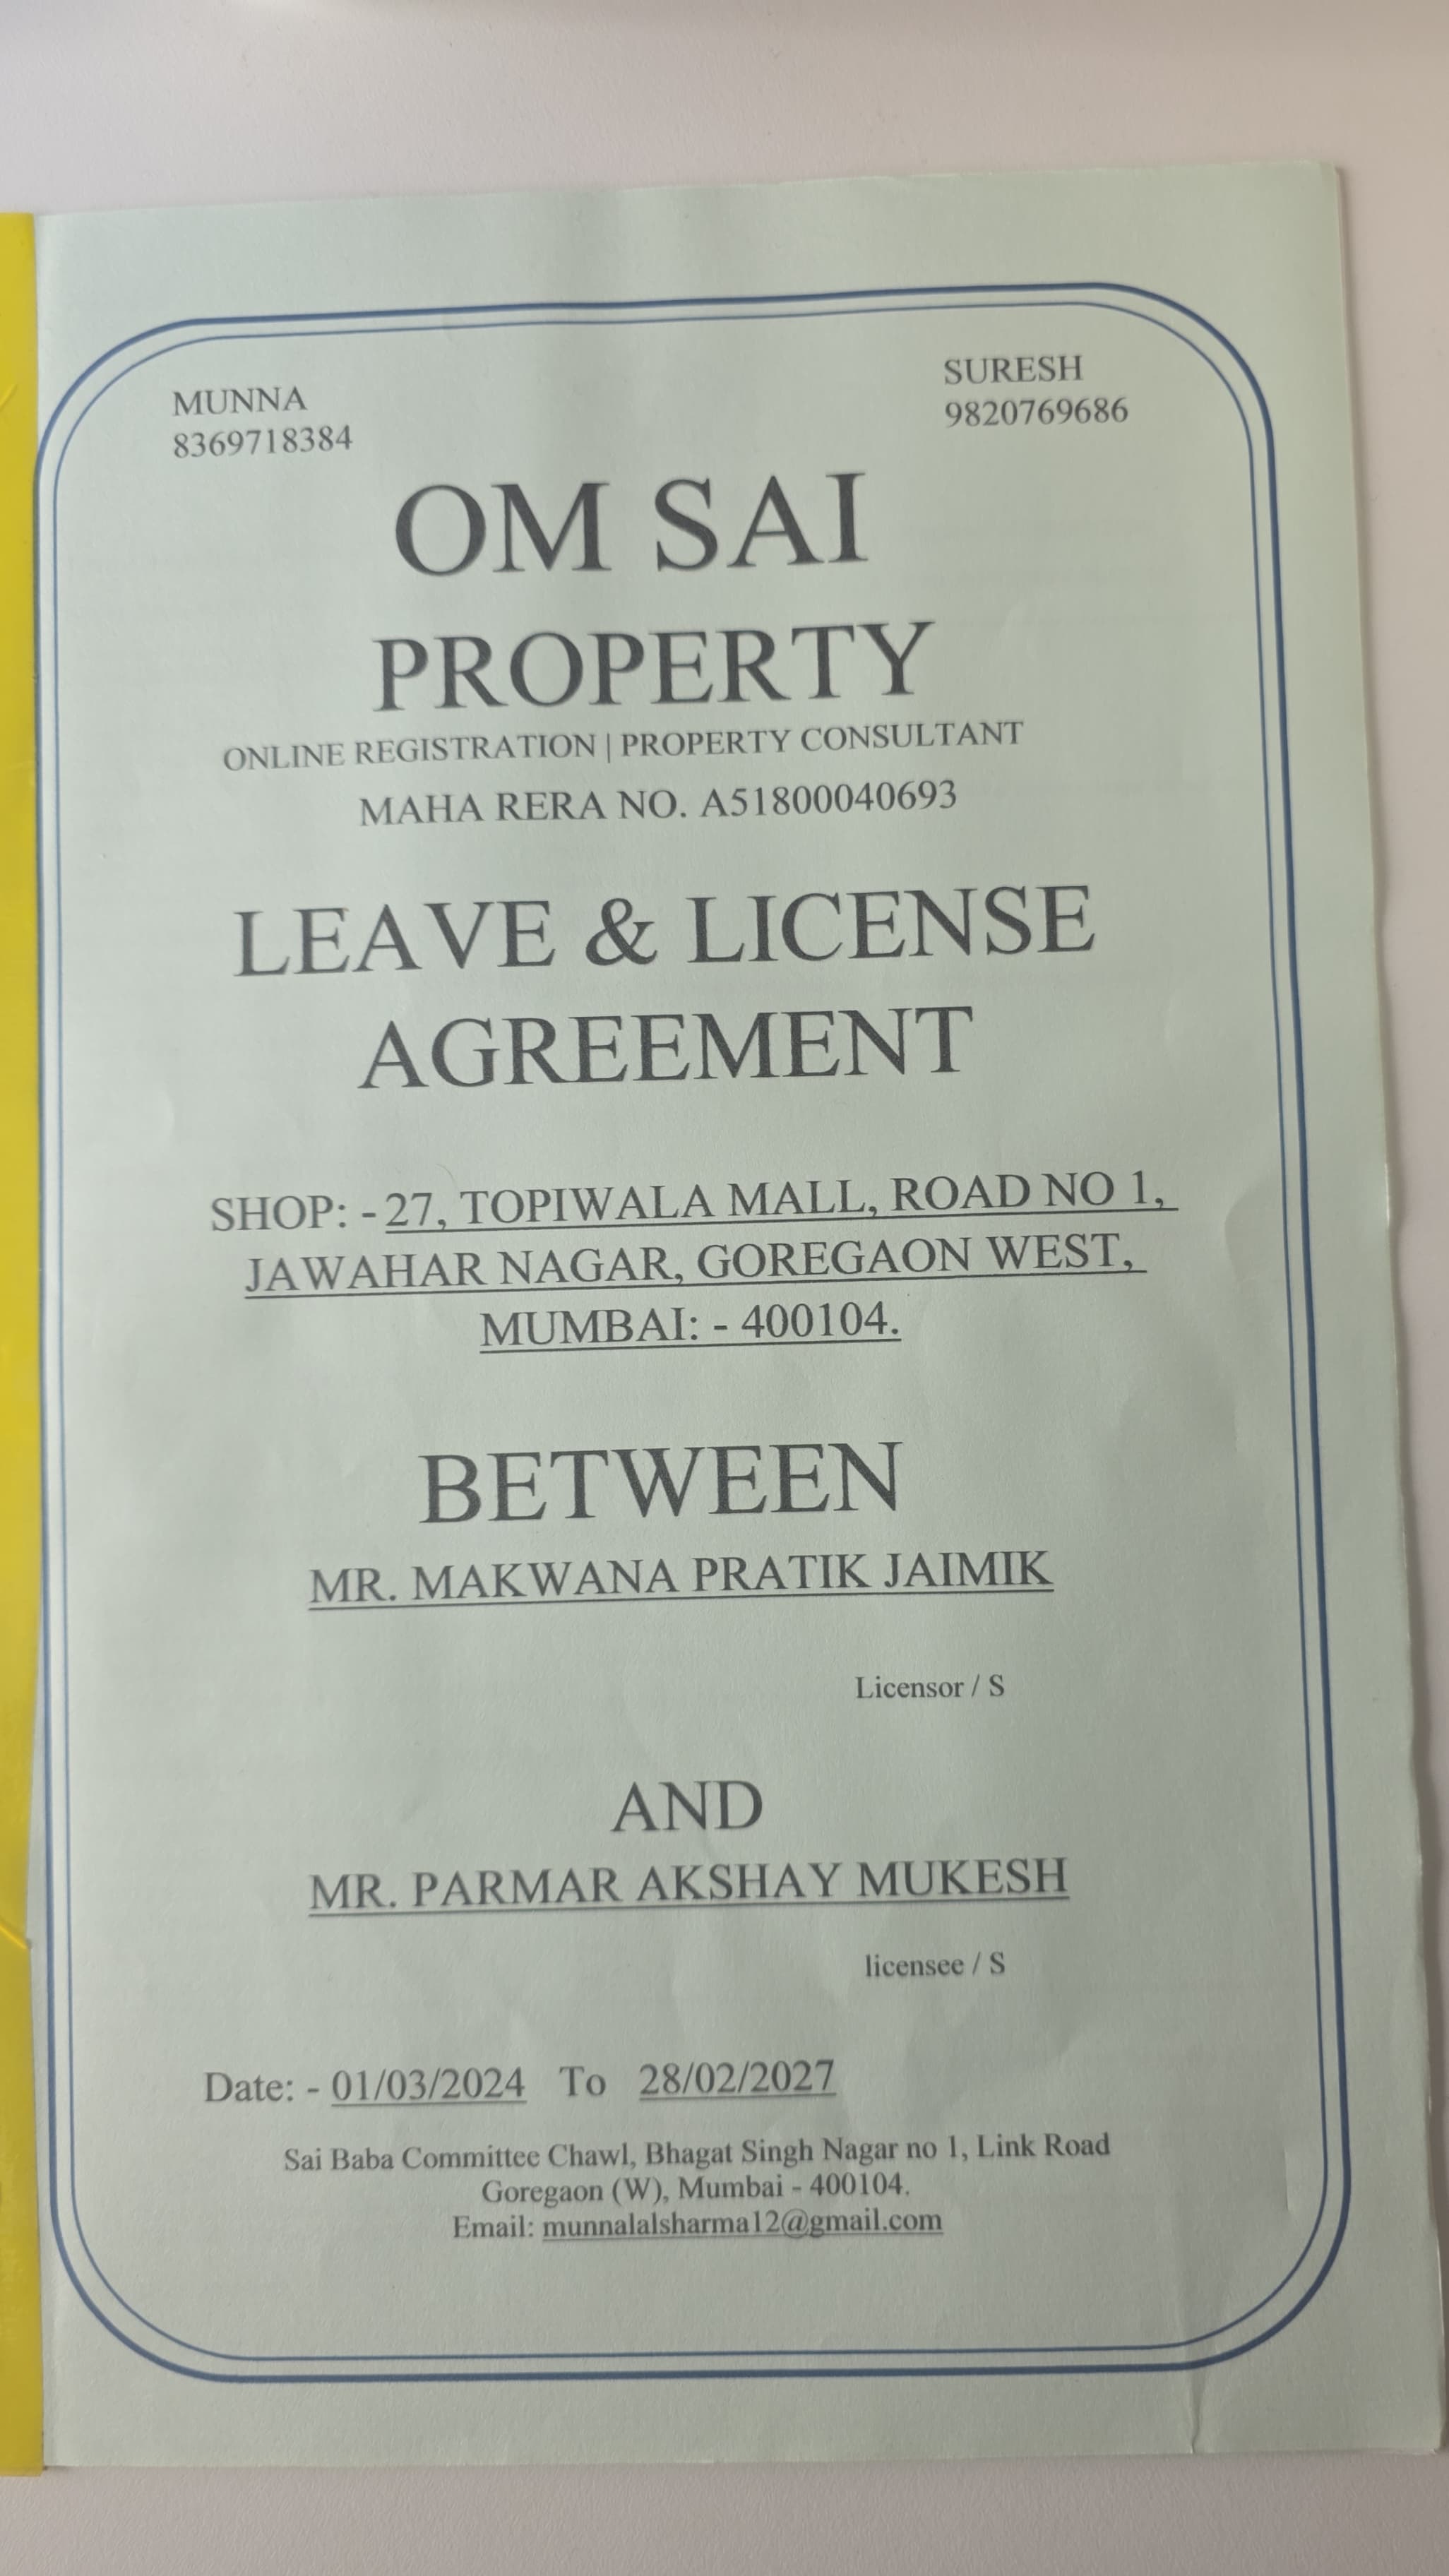 MUNNA
8369718384
SURESH
9820769686
OM SAI
PROPERTY
ONLINE REGISTRATION | PROPERTY CONSULTANT
MAHA RERA NO. A51800040693
LEAVE & LICENSE
AGREEMENT
SHOP: - 27, TOPIWALA MALL, ROAD NO 1,
JAWAHAR NAGAR, GOREGAON WEST,
MUMBAI: - 400104.
BETWEEN
MR. MAKWANA PRATIK JAIMIK
Licensor / S
AND
MR. PARMAR AKSHAY MUKESH
licensee / S
Date: - 01/03/2024 To 28/02/2027
Sai Baba Committee Chawl, Bhagat Singh Nagar no 1, Link Road
Goregaon (W), Mumbai - 400104.
Email: munnalalsharma12@gmail.com